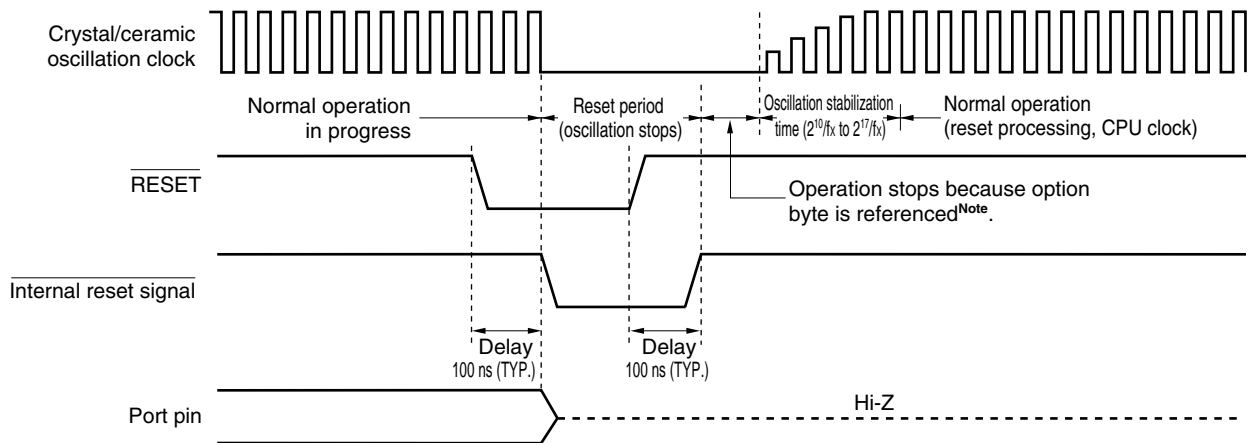 Crystal/ceramic
oscillation clock
Normal operation
in progress
Reset period
(oscillation stops)
Oscillation stabilization
time (2¹⁰/fx to 2¹⁷/fx)
Normal operation
(reset processing, CPU clock)
RESET
Operation stops because option
byte is referencedNote.
Internal reset signal
Delay
100 ns (TYP.)
Delay
100 ns (TYP.)
Port pin
Hi-Z